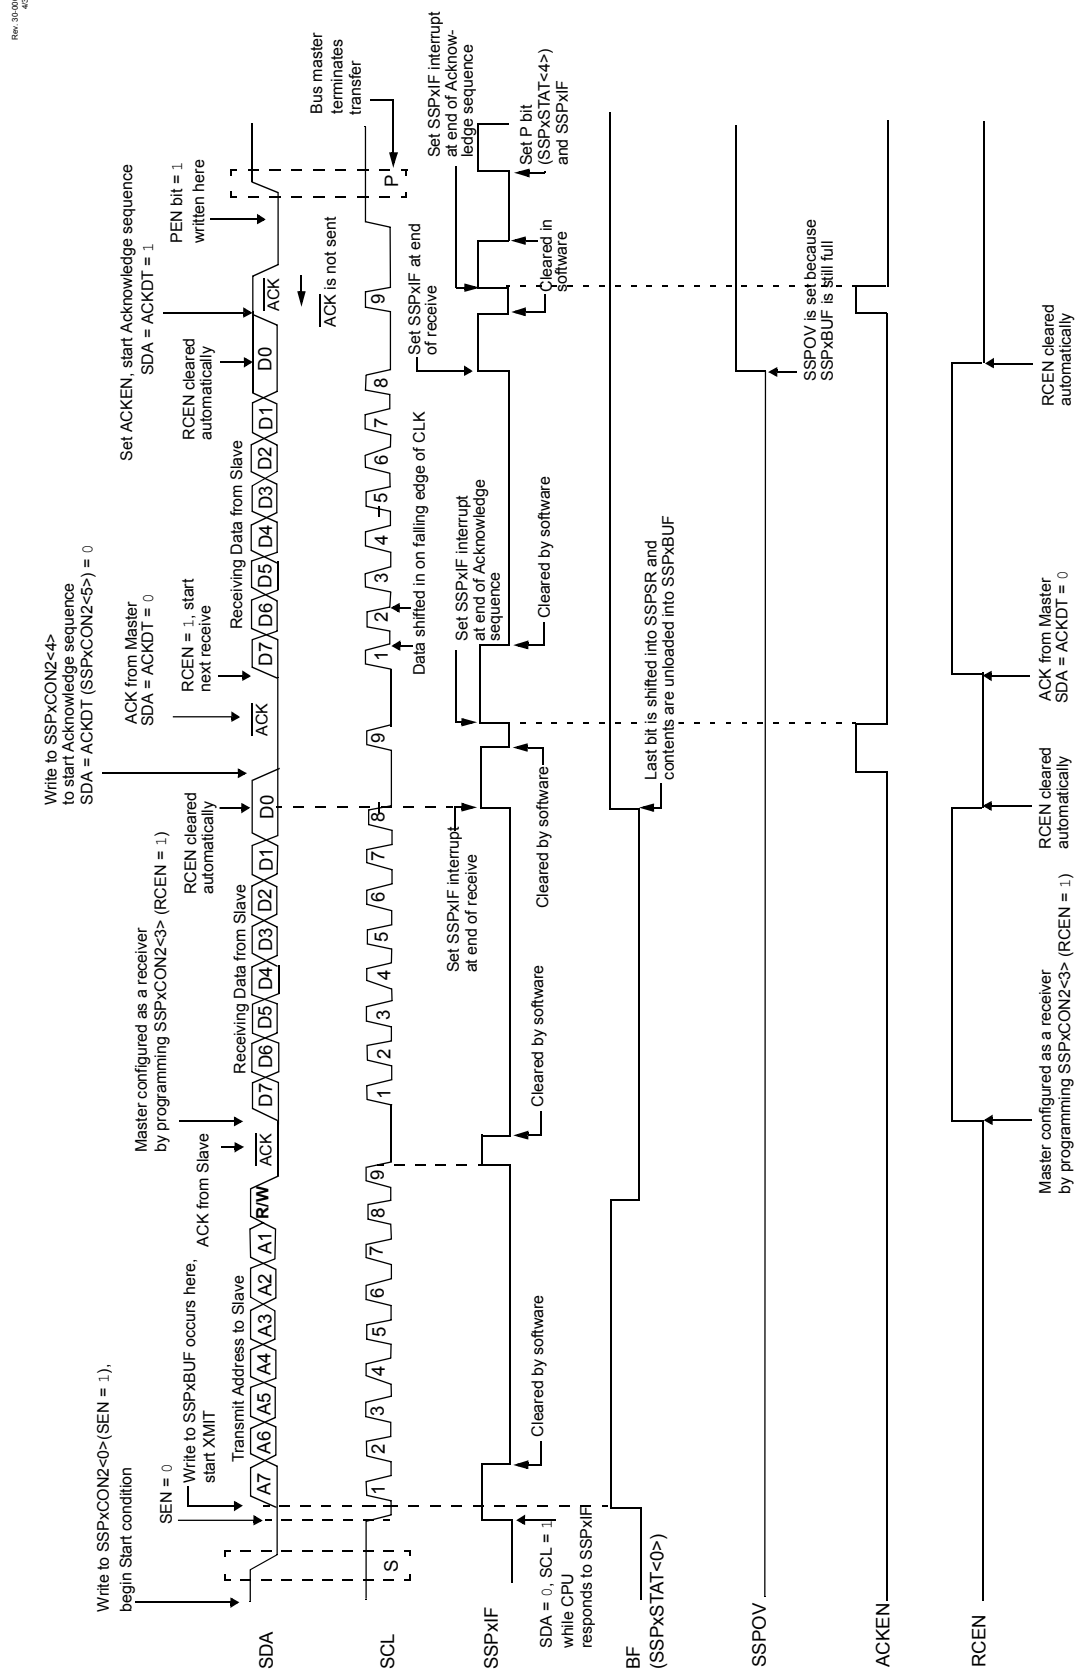 Write to SSPxCON2<0>(SEN = 1),
begin Start condition
SEN = 0
Write to SSPxBUF occurs here,
start XMIT
Transmit Address to Slave
ACK from Slave
Master configured as a receiver
by programming SSPxCON2<3> (RCEN = 1)
Receiving Data from Slave
RCEN cleared
automatically
Write to SSPxCON2<4>
to start Acknowledge sequence
SDA = ACKDT (SSPxCON2<5>) = 0
ACK from Master
SDA = ACKDT = 0
RCEN = 1, start
next receive
Receiving Data from Slave
RCEN cleared
automatically
Set ACKEN, start Acknowledge sequence
SDA = ACKDT = 1
PEN bit = 1
written here
SDA
A7 A6 A5 A4 A3 A2 A1 R/W ACK D7 D6 D5 D4 D3 D2 D1 D0 ACK D7 D6 D5 D4 D3 D2 D1 D0 ACK
ACK is not sent
Bus master
terminates
transfer
SCL
S 1 2 3 4 5 6 7 8 9 1 2 3 4 5 6 7 8 9 1 2 3 4 5 6 7 8 9 P
Data shifted in on falling edge of CLK
Set SSPxIF interrupt
at end of receive
Set SSPxIF interrupt
at end of Acknowledge
sequence
Set SSPxIF at end
of receive
Set SSPxIF interrupt
at end of Acknow-
ledge sequence
SSPxIF
SDA = 0, SCL = 1
while CPU
responds to SSPxIF
Cleared by software
Cleared by software
Cleared by software
Cleared by software
Cleared in
software
Set P bit
(SSPxSTAT<4>)
and SSPxIF
BF
(SSPxSTAT<0>)
Last bit is shifted into SSPSR and
contents are unloaded into SSPxBUF
SSPOV
SSPOV is set because
SSPxBUF is still full
ACKEN
RCEN
Master configured as a receiver
by programming SSPxCON2<3> (RCEN = 1)
RCEN cleared
automatically
ACK from Master
SDA = ACKDT = 0
RCEN cleared
automatically